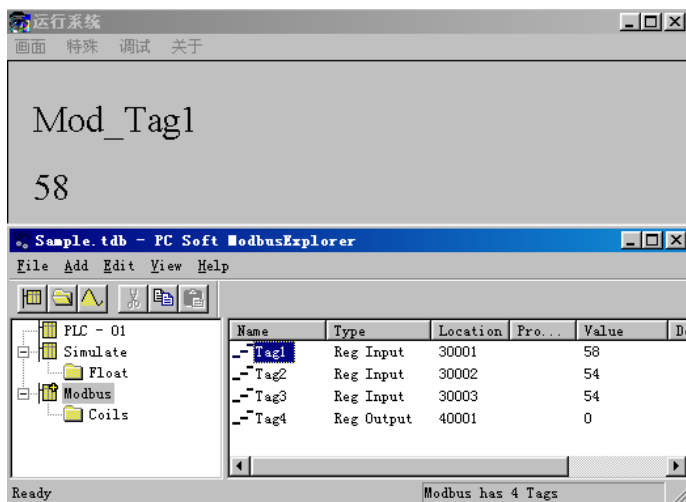 运行系统
画面 特殊 调试 关于
Mod_Tag1
58
Sample.tdb - PC Soft ModbusExplorer
File Add Edit View Help
PLC - 01
Simulate
Float
Modbus
Coils
Name Type Location Pro... Value
Tag1 Reg Input 30001 58
Tag2 Reg Input 30002 54
Tag3 Reg Input 30003 54
Tag4 Reg Output 40001 0
Ready Modbus has 4 Tags